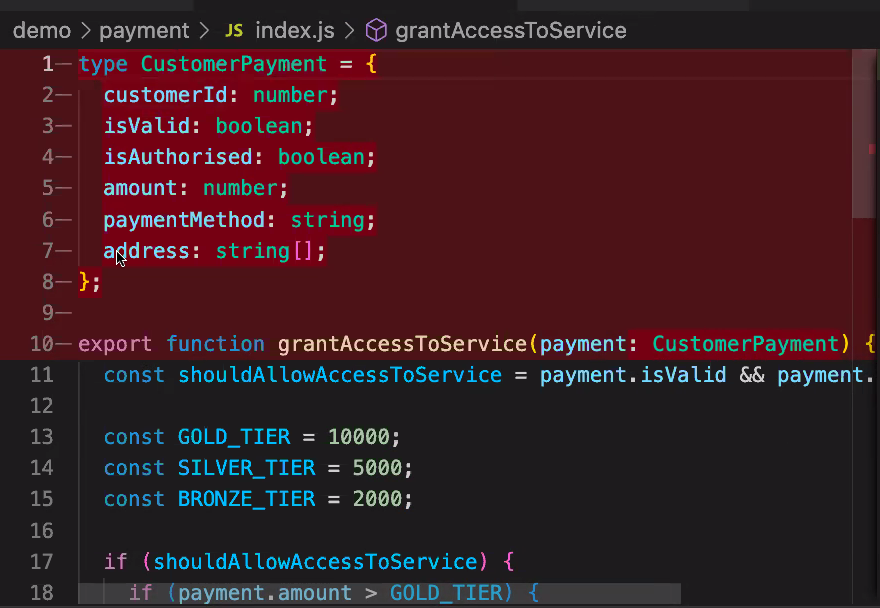 demo > payment > JS index.js > grantAccessToService
1— type CustomerPayment = {
2— customerId: number;
3— isValid: boolean;
4— isAuthorised: boolean;
5— amount: number;
6— paymentMethod: string;
7— address: string[];
8— };
9—
10— export function grantAccessToService(payment: CustomerPayment) {
11 const shouldAllowAccessToService = payment.isValid && payment.
12
13 const GOLD_TIER = 10000;
14 const SILVER_TIER = 5000;
15 const BRONZE_TIER = 2000;
16
17 if (shouldAllowAccessToService) {
18 if (payment.amount > GOLD_TIER) {